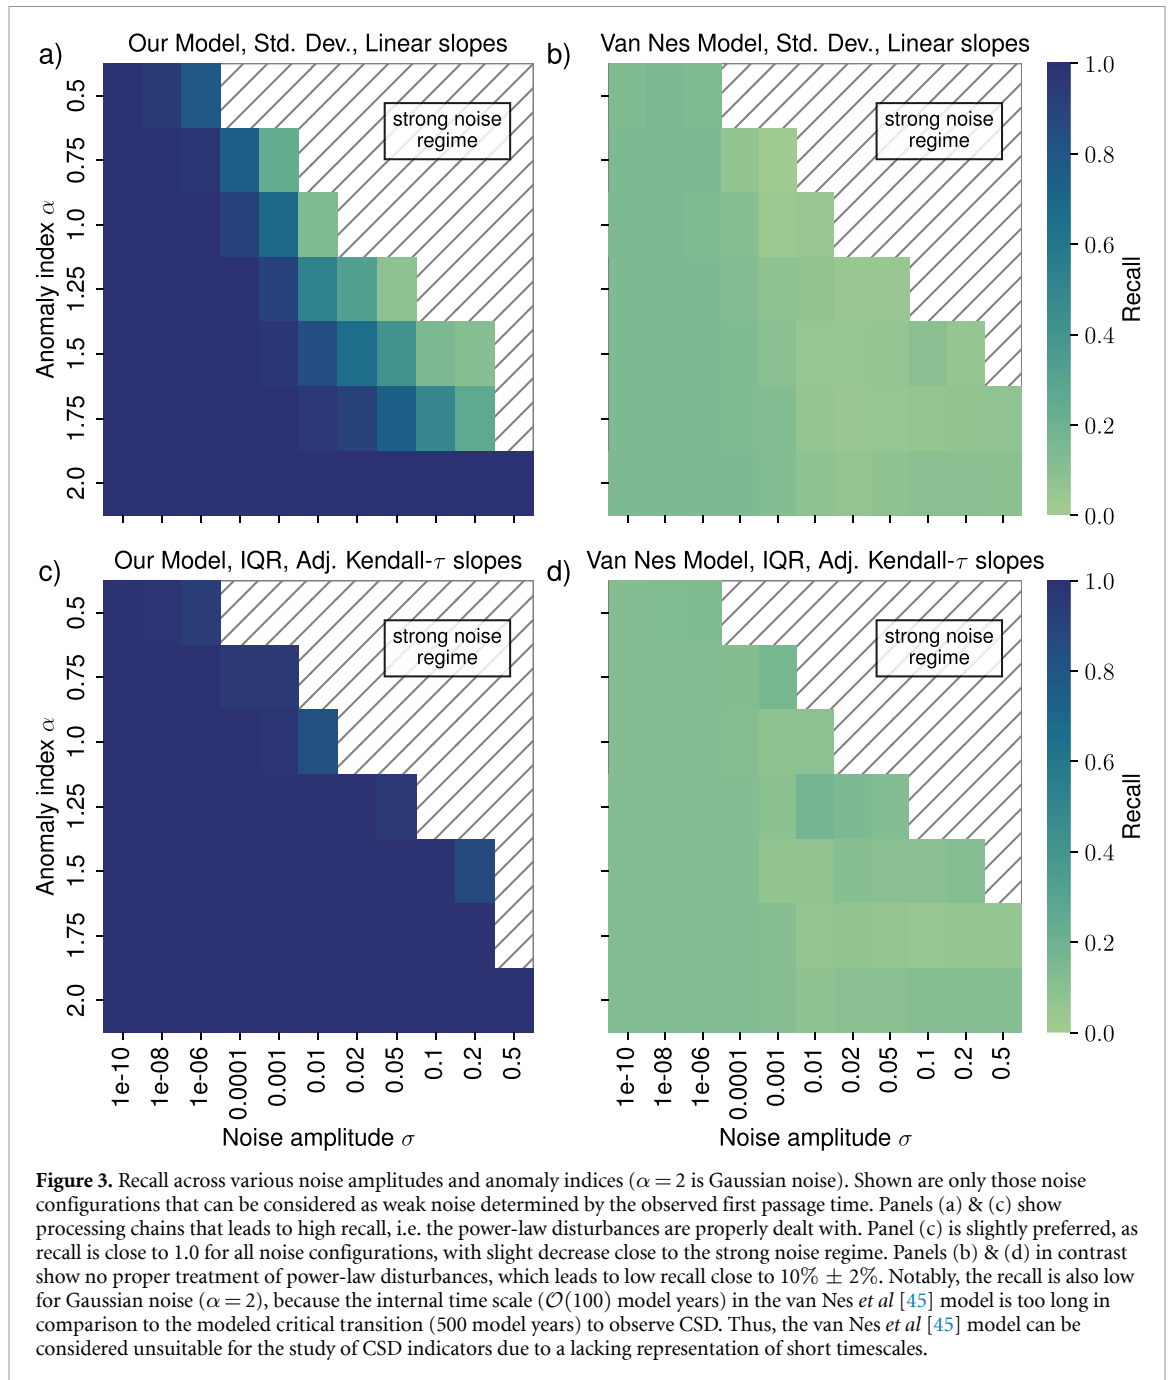 a)
Our Model, Std. Dev., Linear slopes
b)
Van Nes Model, Std. Dev., Linear slopes
strong noise
regime
strong noise
regime
Anomaly index α
0.5
0.75
1.0
1.25
1.5
1.75
2.0
1.0
0.8
0.6
0.4
0.2
0.0
Recall
c)
Our Model, IQR, Adj. Kendall-τ slopes
d)
Van Nes Model, IQR, Adj. Kendall-τ slopes
strong noise
regime
strong noise
regime
Anomaly index α
0.5
0.75
1.0
1.25
1.5
1.75
2.0
1.0
0.8
0.6
0.4
0.2
0.0
Recall
1e-10
1e-08
1e-06
0.0001
0.001
0.01
0.02
0.05
0.1
0.2
0.5
Noise amplitude σ
1e-10
1e-08
1e-06
0.0001
0.001
0.01
0.02
0.05
0.1
0.2
0.5
Noise amplitude σ
Figure 3. Recall across various noise amplitudes and anomaly indices (α = 2 is Gaussian noise). Shown are only those noise
configurations that can be considered as weak noise determined by the observed first passage time. Panels (a) & (c) show
processing chains that leads to high recall, i.e. the power-law disturbances are properly dealt with. Panel (c) is slightly preferred, as
recall is close to 1.0 for all noise configurations, with slight decrease close to the strong noise regime. Panels (b) & (d) in contrast
show no proper treatment of power-law disturbances, which leads to low recall close to 10% ± 2%. Notably, the recall is also low
for Gaussian noise (α = 2), because the internal time scale (𝒪(100) model years) in the van Nes et al [45] model is too long in
comparison to the modeled critical transition (500 model years) to observe CSD. Thus, the van Nes et al [45] model can be
considered unsuitable for the study of CSD indicators due to a lacking representation of short timescales.